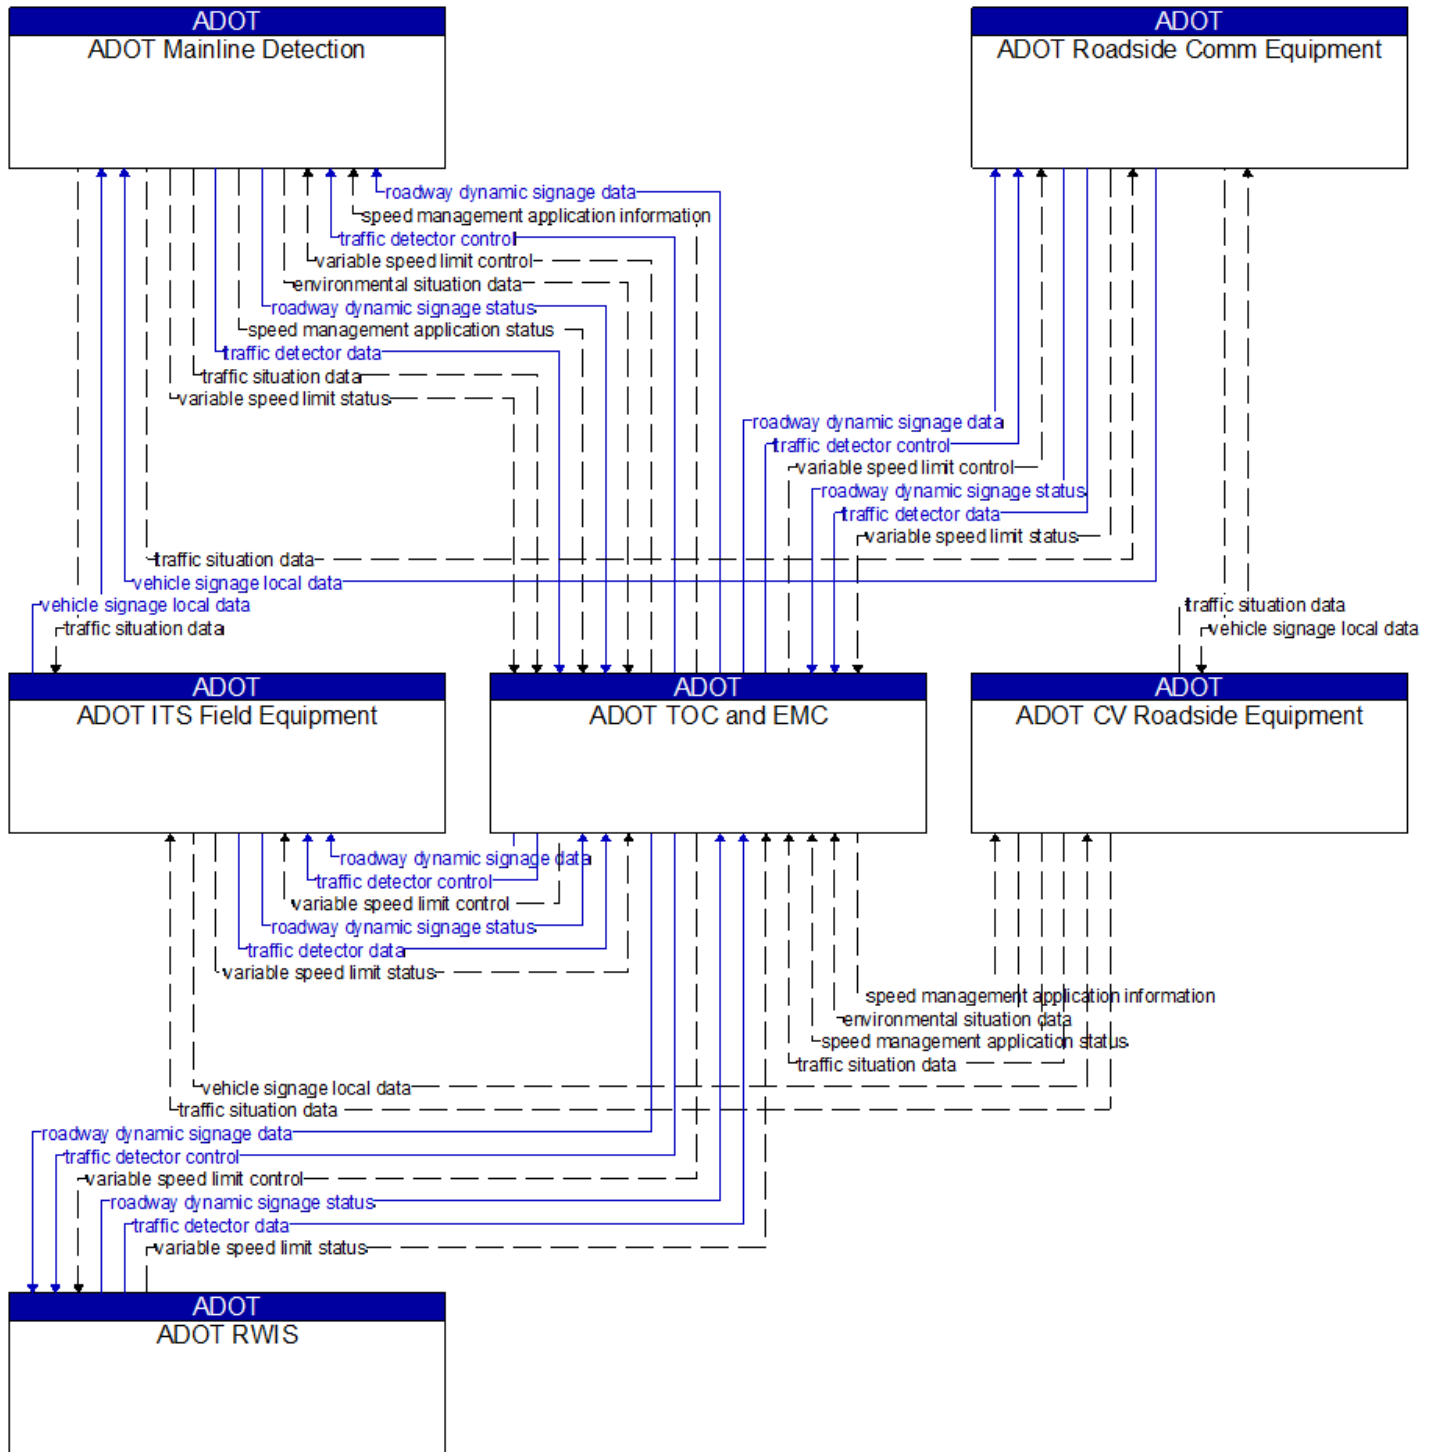 ADOT
ADOT Mainline Detection
ADOT
ADOT Roadside Comm Equipment
roadway dynamic signage data
speed management application information
traffic detector control
variable speed limit control
environmental situation data
roadway dynamic signage status
speed management application status
traffic detector data
traffic situation data
variable speed limit status
roadway dynamic signage data
traffic detector control
variable speed limit control
roadway dynamic signage status
traffic detector data
variable speed limit status
traffic situation data
vehicle signage local data
vehicle signage local data
traffic situation data
traffic situation data
vehicle signage local data
ADOT
ADOT ITS Field Equipment
ADOT
ADOT TOC and EMC
ADOT
ADOT CV Roadside Equipment
roadway dynamic signage data
traffic detector control
variable speed limit control
roadway dynamic signage status
traffic detector data
variable speed limit status
speed management application information
environmental situation data
speed management application status
traffic situation data
vehicle signage local data
traffic situation data
roadway dynamic signage data
traffic detector control
variable speed limit control
roadway dynamic signage status
traffic detector data
variable speed limit status
ADOT
ADOT RWIS